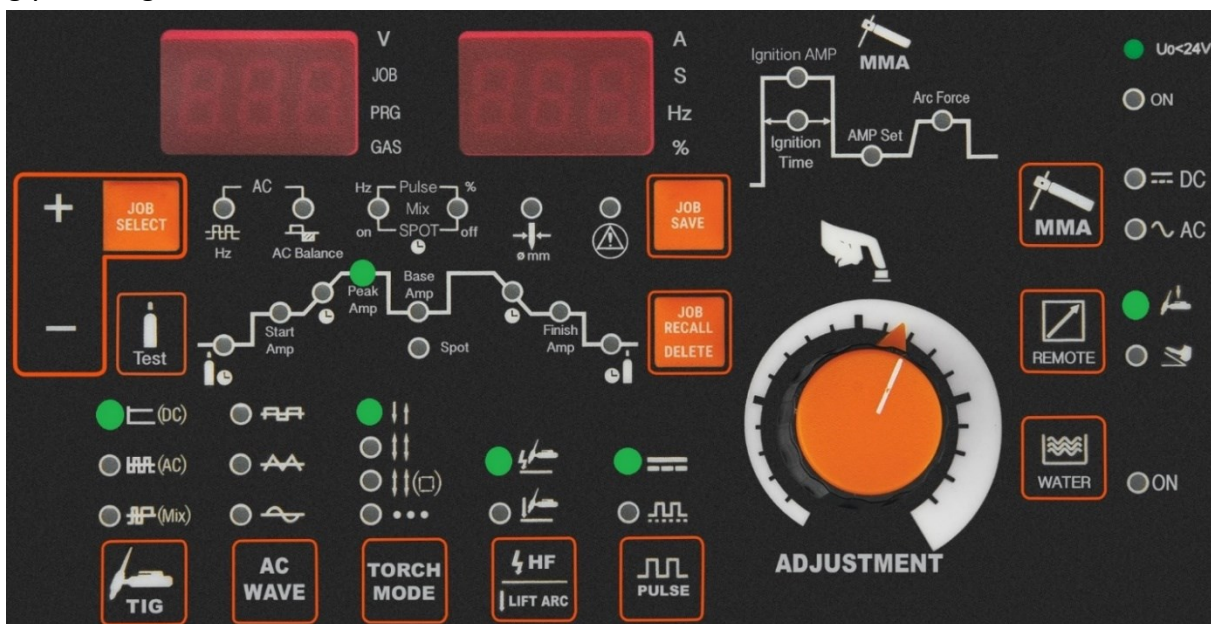 V
JOB
PRG
GAS
A
S
Hz
%
Ignition AMP
MMA
Ignition
Time
AMP Set
Arc Force
Uo<24V
ON
+
−
JOB
SELECT
AC
Hz
AC Balance
Hz Pulse %
Mix
on SPOT off
ø mm
JOB
SAVE
MMA
DC
AC
Test
Start
Amp
Peak
Amp
Base
Amp
Spot
Finish
Amp
JOB
RECALL
DELETE
REMOTE
(DC)
(AC)
(Mix)
WATER
ON
TIG
AC
WAVE
TORCH
MODE
HF
LIFT ARC
PULSE
ADJUSTMENT